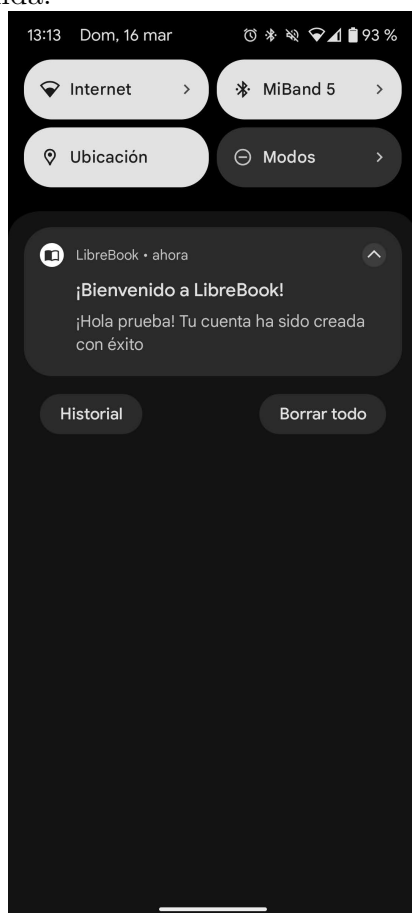 13:13 Dom, 16 mar 93 %
Internet MiBand 5
Ubicación Modos
LibreBook • ahora
¡Bienvenido a LibreBook!
¡Hola prueba! Tu cuenta ha sido creada
con éxito
Historial Borrar todo